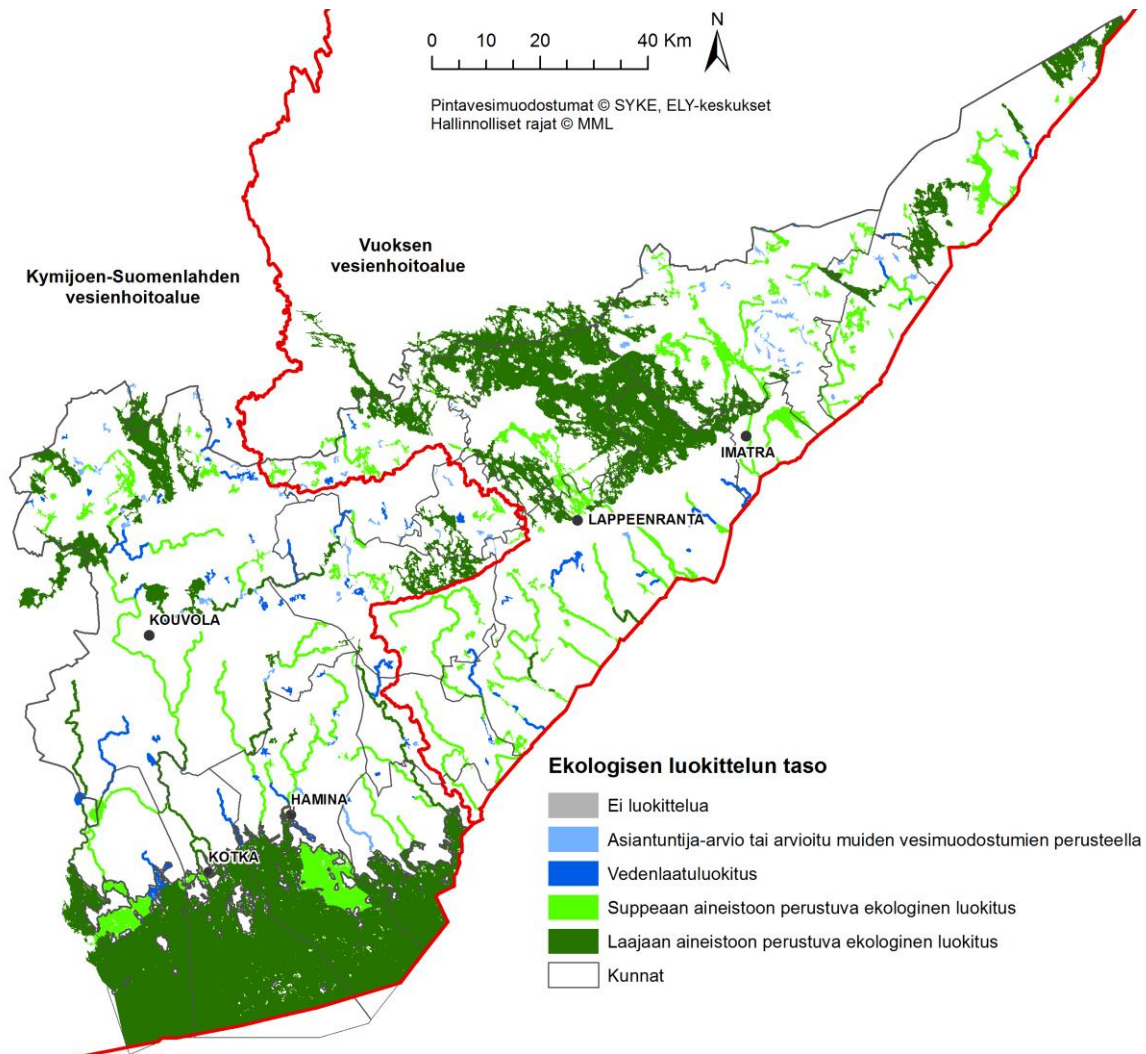 N
0 10 20 40 Km
Pintavesimuodostumat © SYKE, ELY-keskukset
Hallinnolliset rajat © MML
Vuoksen
vesienhoitoalue
Kymijoen-Suomenlahden
vesienhoitoalue
IMATRA
LAPPEENRANTA
KOUVOLA
HAMINA
KOTKA
Ekologisen luokittelun taso
Ei luokittelua
Asiantuntija-arvio tai arvioitu muiden vesimuodostumien perusteella
Vedenlaatuluokitus
Suppeaan aineistoon perustuva ekologinen luokitus
Laajaan aineistoon perustuva ekologinen luokitus
Kunnat